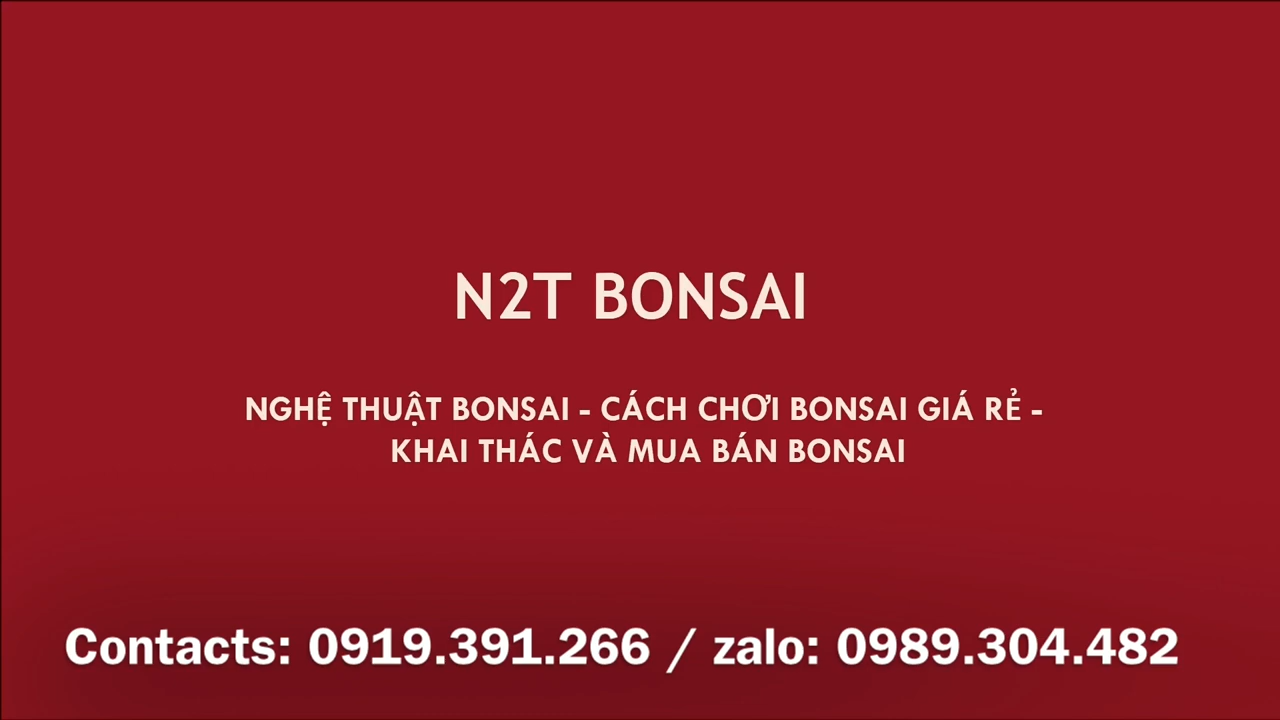 N2T BONSAI
NGHỆ THUẬT BONSAI - CÁCH CHƠI BONSAI GIÁ RẺ -
KHAI THÁC VÀ MUA BÁN BONSAI
Contacts: 0919.391.266 / zalo: 0989.304.482